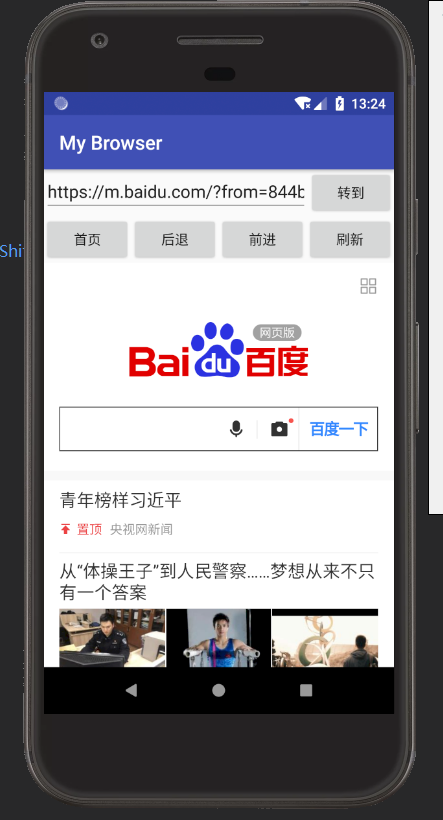 Shi
13:24
My Browser
https://m.baidu.com/?from=844b
转到
首页
后退
前进
刷新
Bai du 百度
网页版
百度一下
青年榜样习近平
置顶 央视网新闻
从“体操王子”到人民警察……梦想从来不只
有一个答案